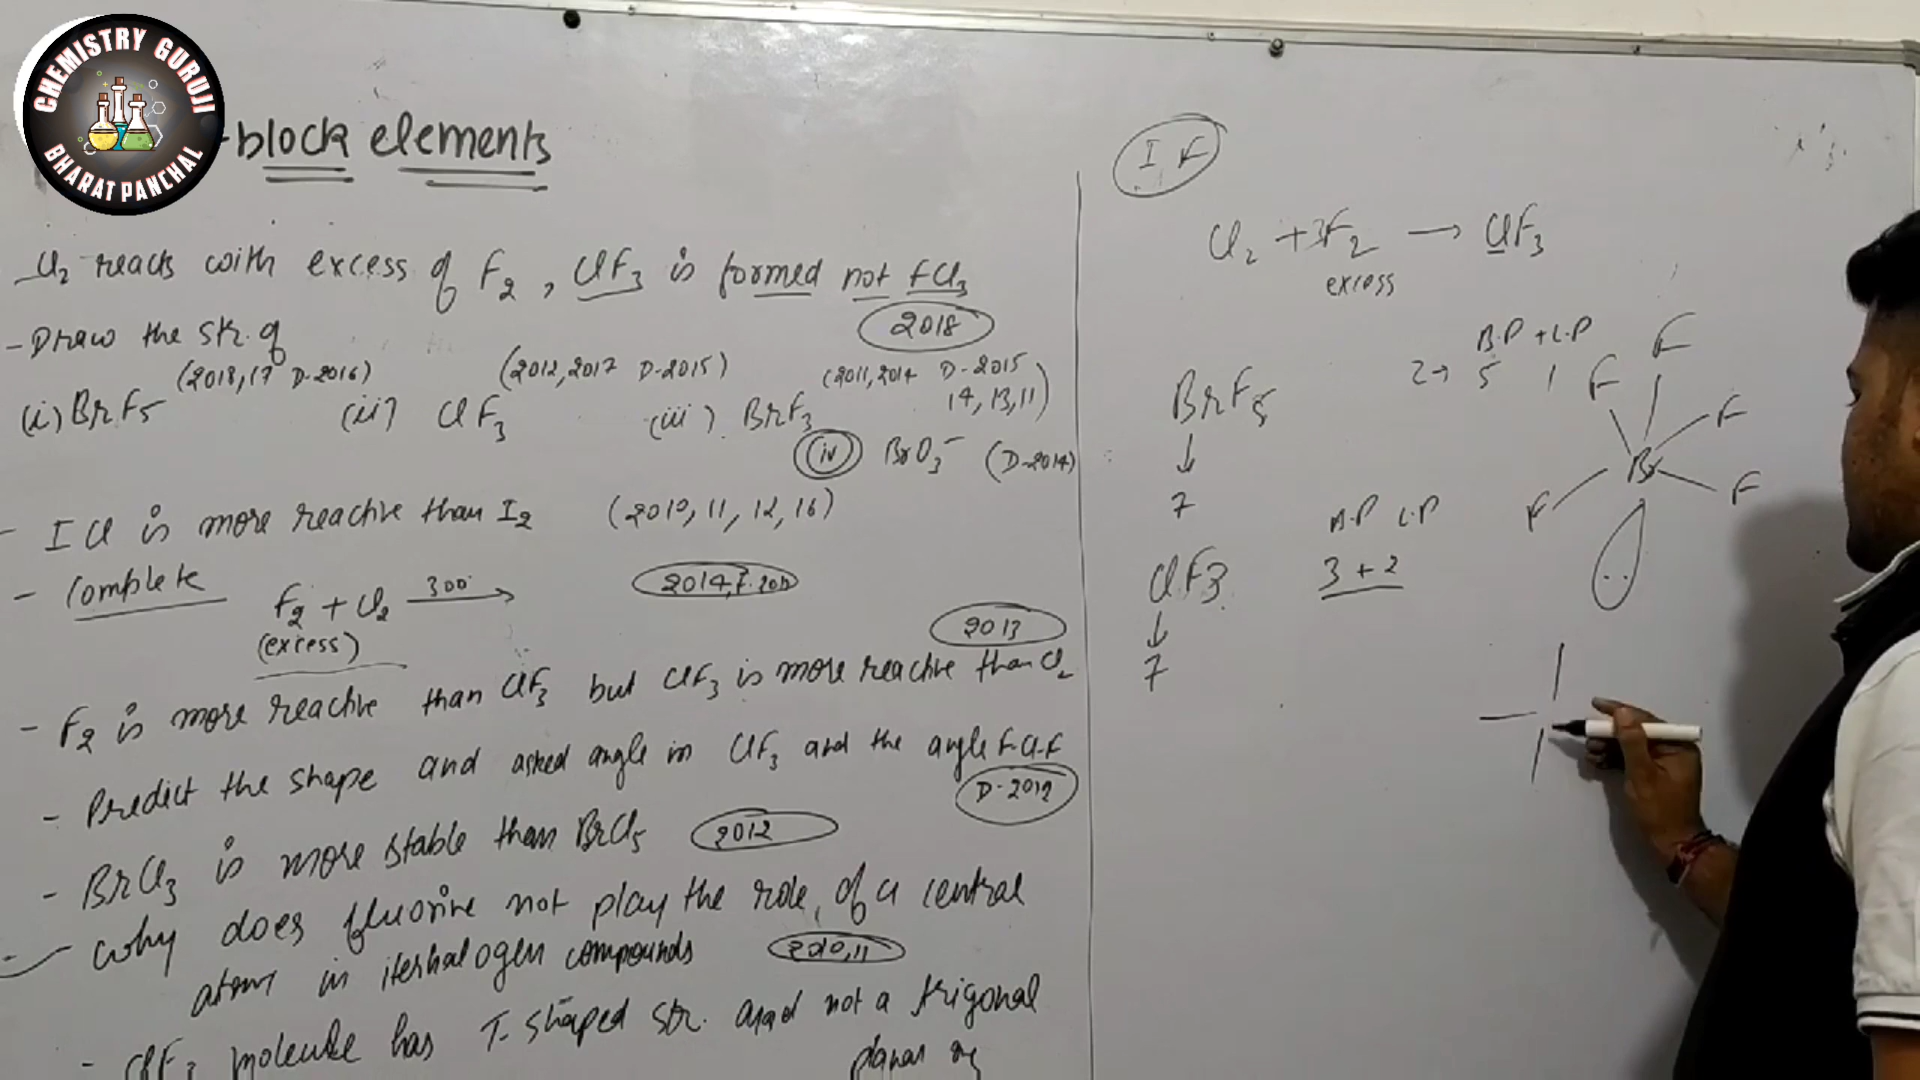 CHEMISTRY GURUJI
BHARAT PANCHAL
-block elements
Cl2 reacts with excess of F2, ClF3 is formed not FCl3
2018
- Draw the str. of
(2018,17 D-2016) (2012,2017 D-2015) (2011,2014 D-2015
14,13,11)
(i) BrF5 (ii) ClF3 (iii). BrF3
(iv) BrO3- (D-2014)
- ICl is more reactive than I2 (2010, 11, 12, 16)
- Complete F2 + Cl2 300° →
(excess)
2014,
2013
- F2 is more reactive than ClF3 but ClF3 is more reactive than Cl2
- Predict the shape and asked angle in ClF3 and the angle F-Cl-F
D-2012
- BrCl3 is more stable than BrCl5 2012
- Why does fluorine not play the role of a central
atom in iterhalogen compounds 2010,11
- ClF3 molecule has T-shaped str. and not a trigonal
planar
I F
Cl2 + 3F2 → ClF3
excess
B.P + L.P
2→ 5 1
BrF5
↓
7
F F F F F
Br
B.P L.P
ClF3 3 + 2
↓
7